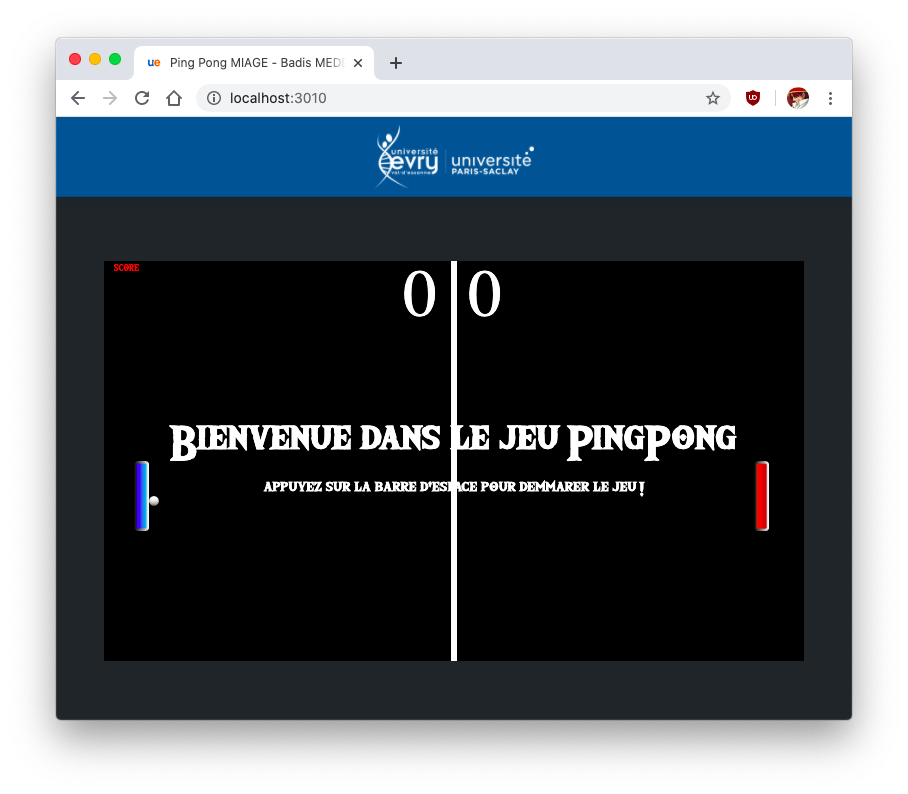 ue Ping Pong MIAGE - Badis MED
localhost:3010
université
evry
val-d'essonne
université
PARIS-SACLAY
SCORE
0 0
Bienvenue dans le jeu PingPong
appuyez sur la barre d'espace pour demmarer le jeu !